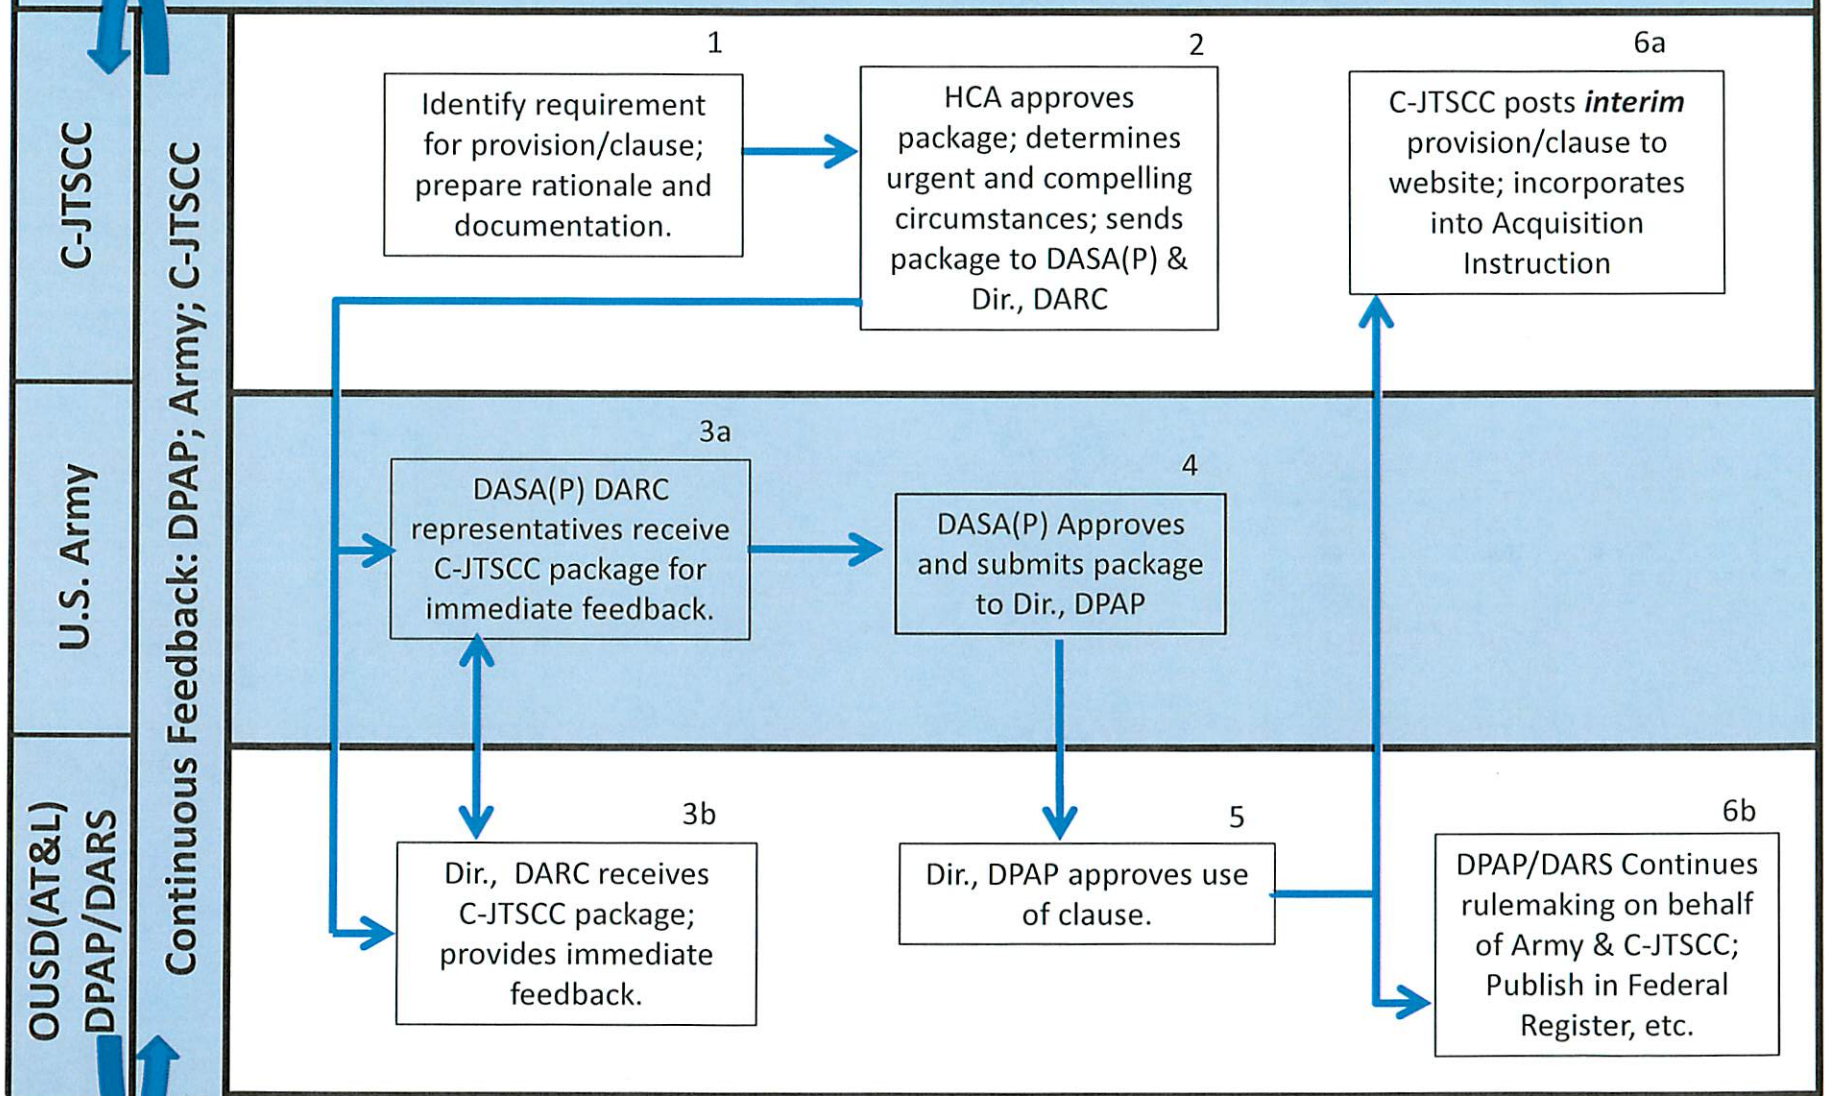 C-JTSCC
U.S. Army
OUSD(AT&L)
DPAP/DARS
Continuous Feedback: DPAP; Army; C-JTSCC
1
Identify requirement
for provision/clause;
prepare rationale and
documentation.
2
HCA approves
package; determines
urgent and compelling
circumstances; sends
package to DASA(P) &
Dir., DARC
6a
C-JTSCC posts interim
provision/clause to
website; incorporates
into Acquisition
Instruction
3a
DASA(P) DARC
representatives receive
C-JTSCC package for
immediate feedback.
4
DASA(P) Approves
and submits package
to Dir., DPAP
3b
Dir., DARC receives
C-JTSCC package;
provides immediate
feedback.
5
Dir., DPAP approves use
of clause.
6b
DPAP/DARS Continues
rulemaking on behalf
of Army & C-JTSCC;
Publish in Federal
Register, etc.